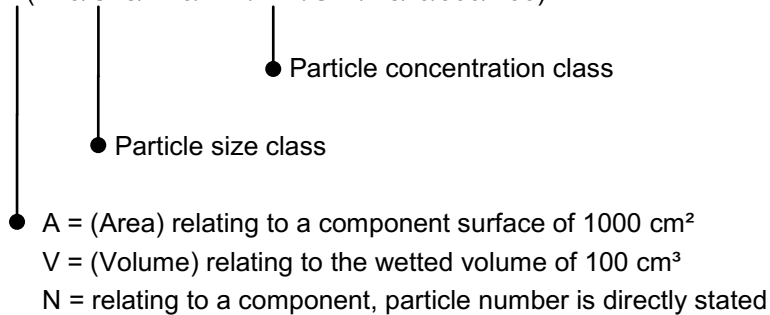 Particle concentration class
Particle size class
A = (Area) relating to a component surface of 1000 cm²
V = (Volume) relating to the wetted volume of 100 cm³
N = relating to a component, particle number is directly stated